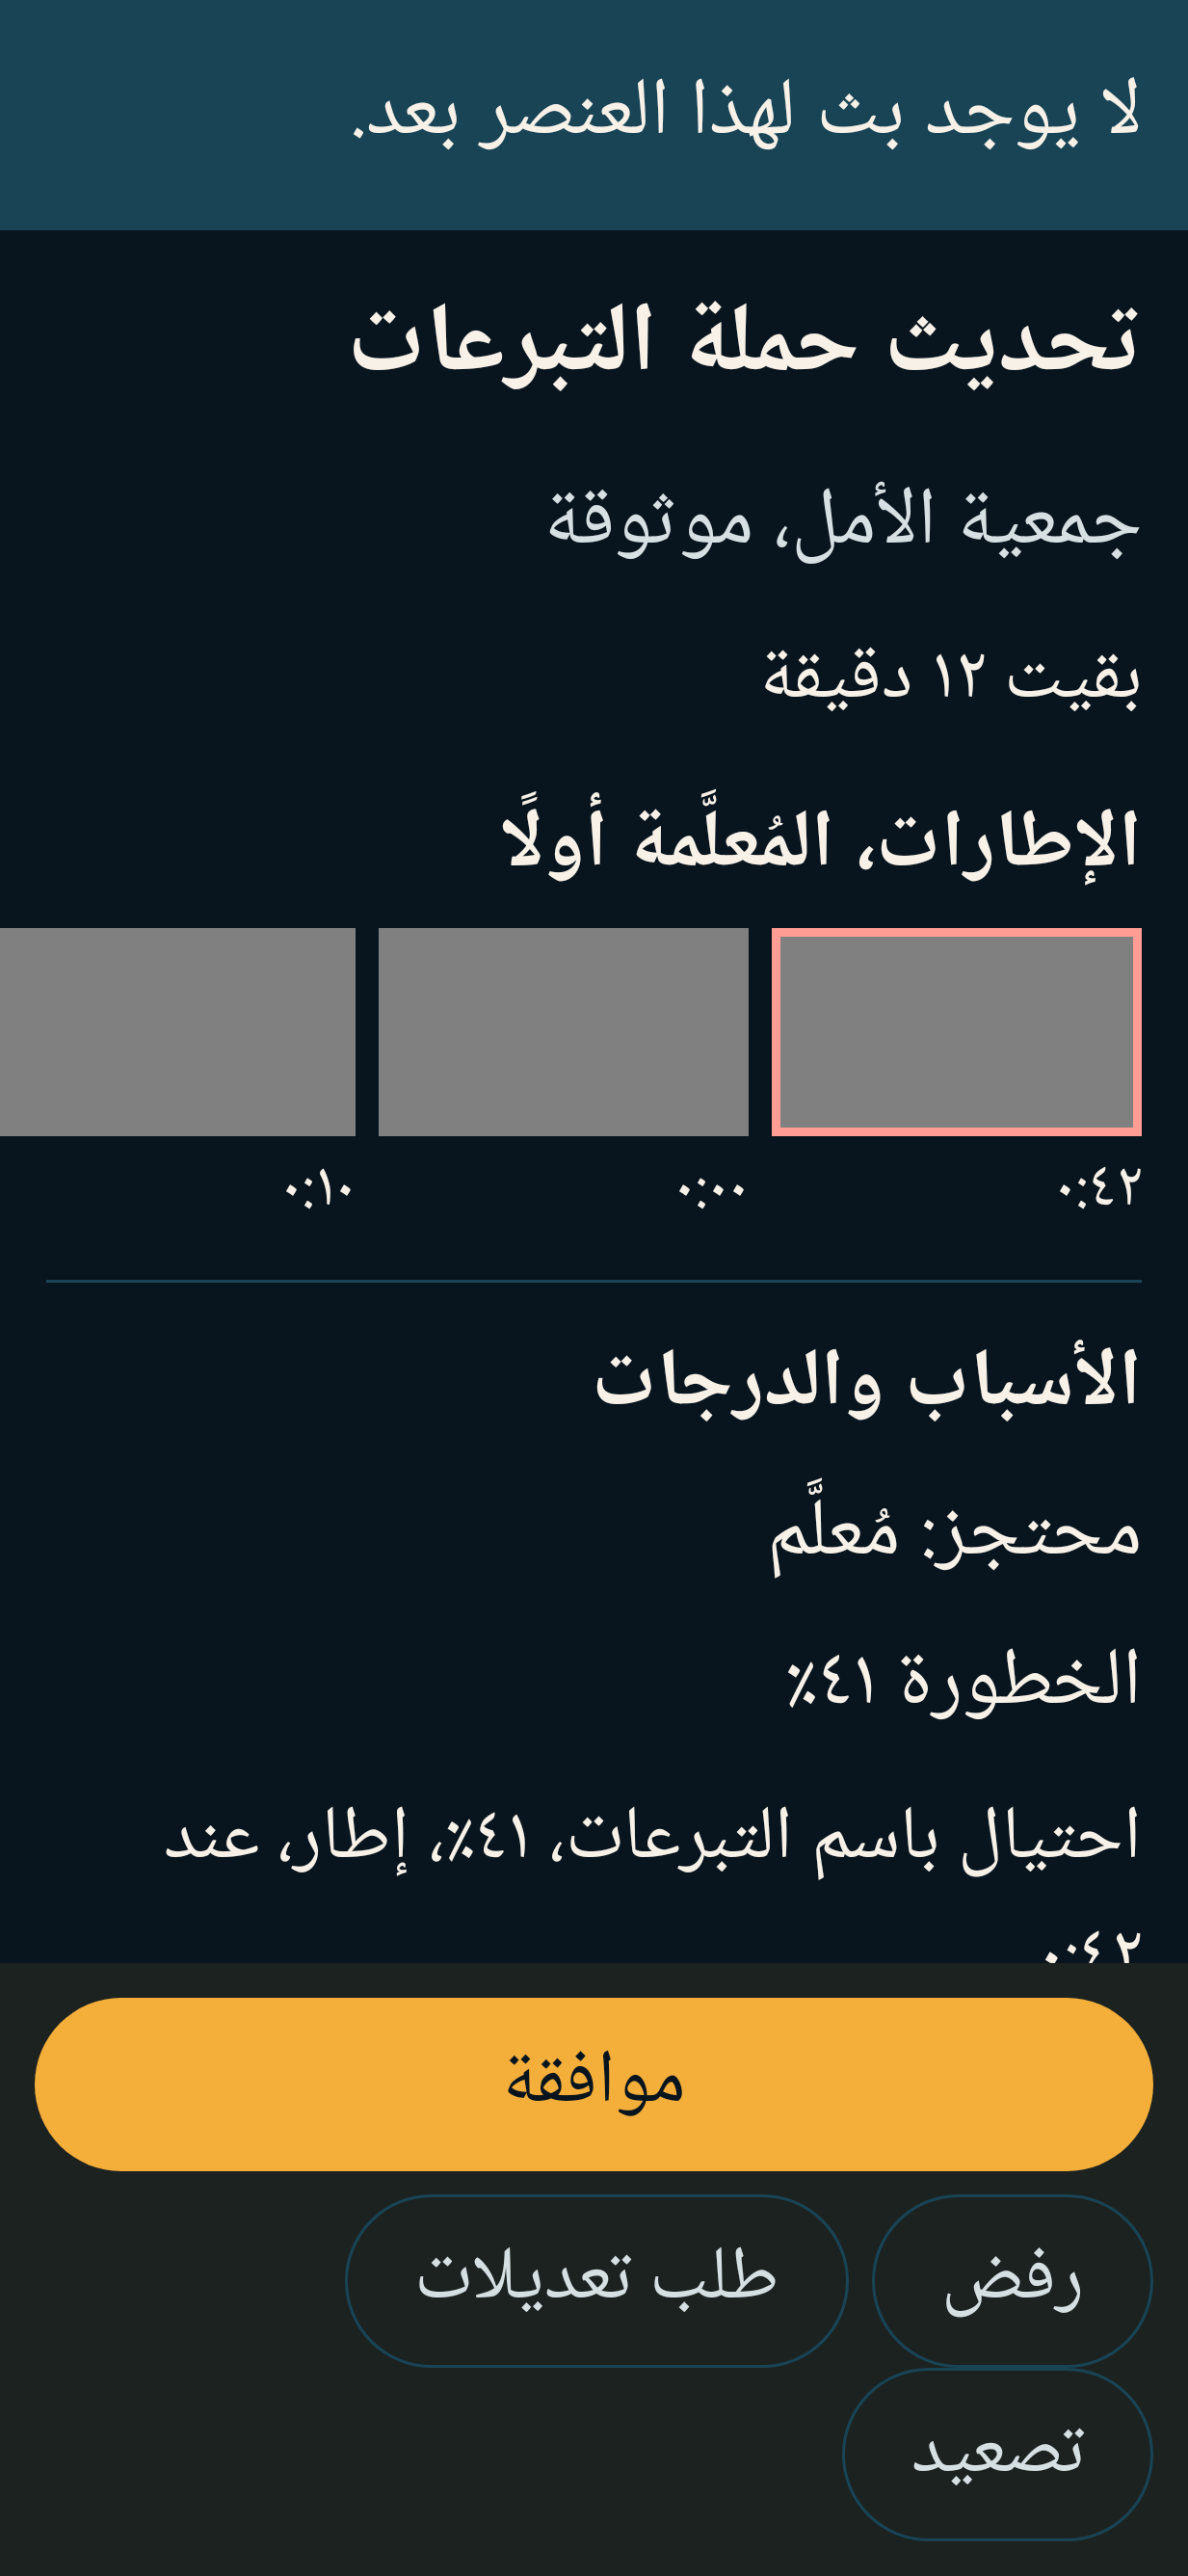 لا يوجد بث لهذا العنصر بعد.
تحديث حملة التبرعات
جمعية الأمل، موثوقة
بقيت ١٢ دقيقة
الإطارات، المُعلَّمة أولًا
٠:٤٢
٠:٠٠
٠:١٠
الأسباب والدرجات
محتجز: مُعلَّم
الخطورة ٤١٪
احتيال باسم التبرعات، ٤١٪، إطار، عند
٠:٤٢
موافقة
رفض
طلب تعديلات
تصعيد